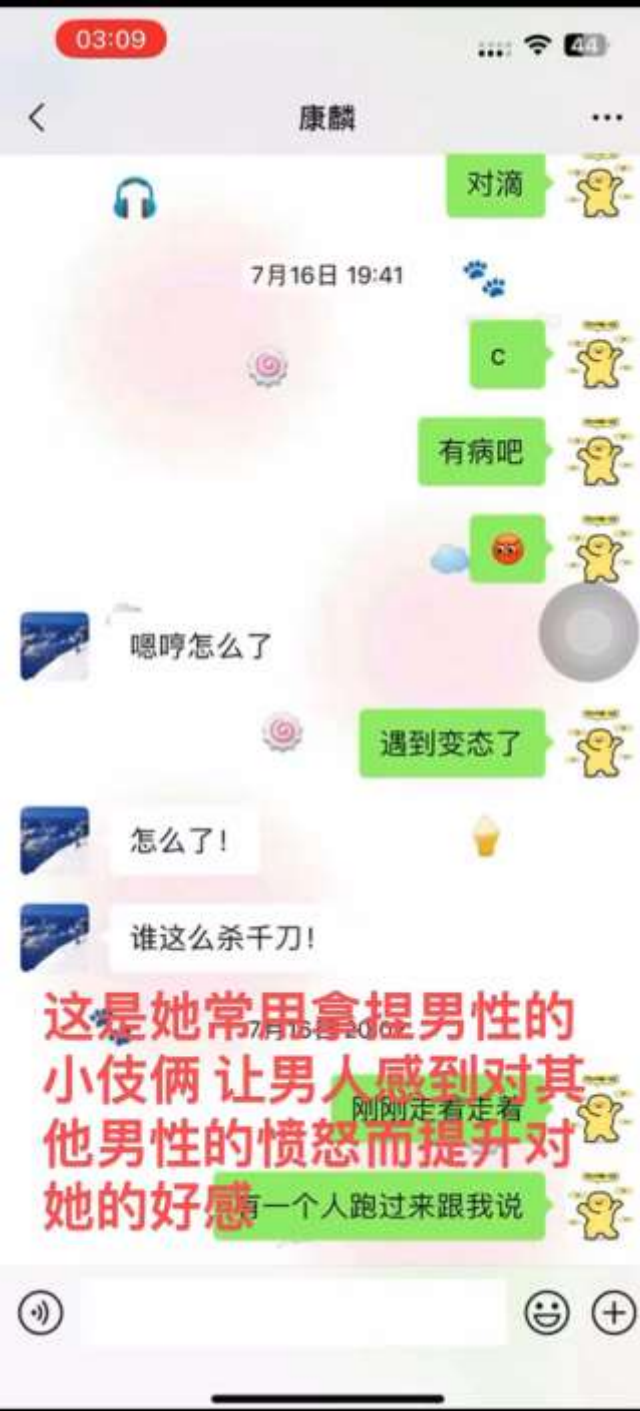 03:09
44
康麟
对滴
7月16日 19:41
c
有病吧
嗯哼怎么了
遇到变态了
怎么了！
谁这么杀千刀！
这是她常用拿捏男性的
小伎俩 让男人感到对其
他男性的愤怒而提升对
她的好感
刚刚走着走着
有一个人跑过来跟我说